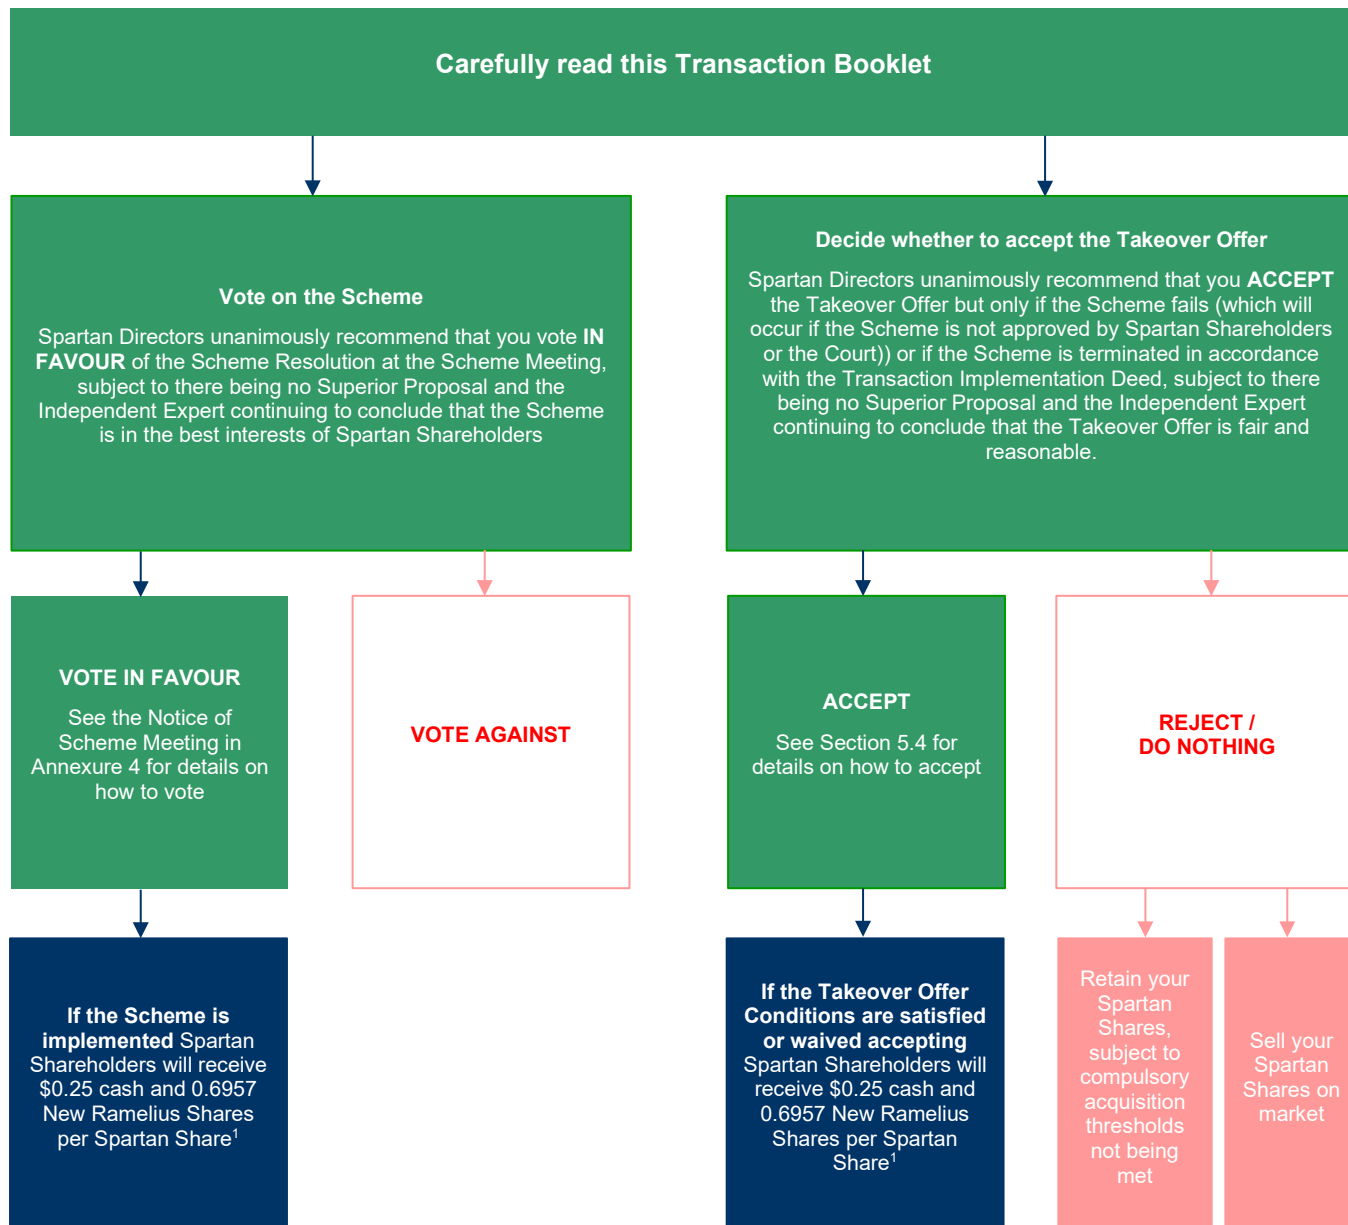 Carefully read this Transaction Booklet
Vote on the Scheme
Spartan Directors unanimously recommend that you vote IN
FAVOUR of the Scheme Resolution at the Scheme Meeting,
subject to there being no Superior Proposal and the
Independent Expert continuing to conclude that the Scheme
is in the best interests of Spartan Shareholders
Decide whether to accept the Takeover Offer
Spartan Directors unanimously recommend that you ACCEPT
the Takeover Offer but only if the Scheme fails (which will
occur if the Scheme is not approved by Spartan Shareholders
or the Court)) or if the Scheme is terminated in accordance
with the Transaction Implementation Deed, subject to there
being no Superior Proposal and the Independent Expert
continuing to conclude that the Takeover Offer is fair and
reasonable.
VOTE IN FAVOUR
See the Notice of
Scheme Meeting in
Annexure 4 for details on
how to vote
VOTE AGAINST
ACCEPT
See Section 5.4 for
details on how to accept
REJECT /
DO NOTHING
If the Scheme is
implemented Spartan
Shareholders will receive
$0.25 cash and 0.6957
New Ramelius Shares
per Spartan Share¹
If the Takeover Offer
Conditions are satisfied
or waived accepting
Spartan Shareholders will
receive $0.25 cash and
0.6957 New Ramelius
Shares per Spartan
Share¹
Retain your
Spartan
Shares,
subject to
compulsory
acquisition
thresholds
not being
met
Sell your
Spartan
Shares on
market